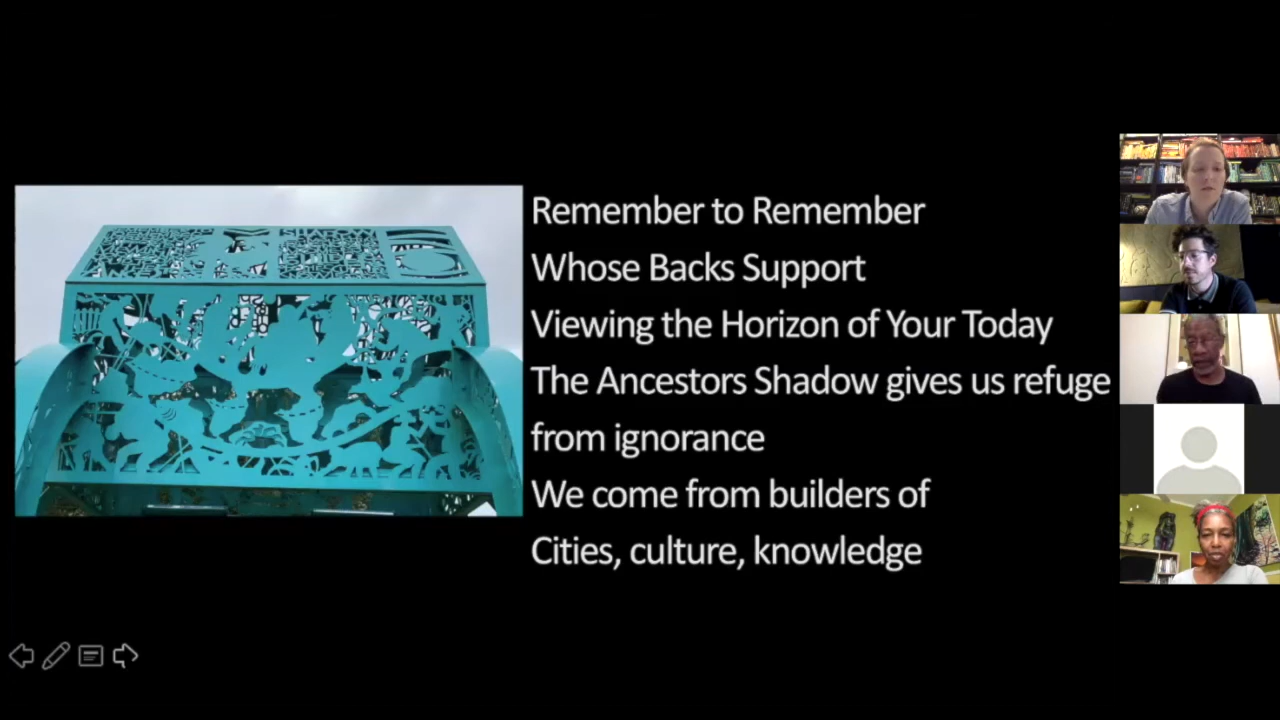 SHADOW
Remember to Remember
Whose Backs Support
Viewing the Horizon of Your Today
The Ancestors Shadow gives us refuge
from ignorance
We come from builders of
Cities, culture, knowledge